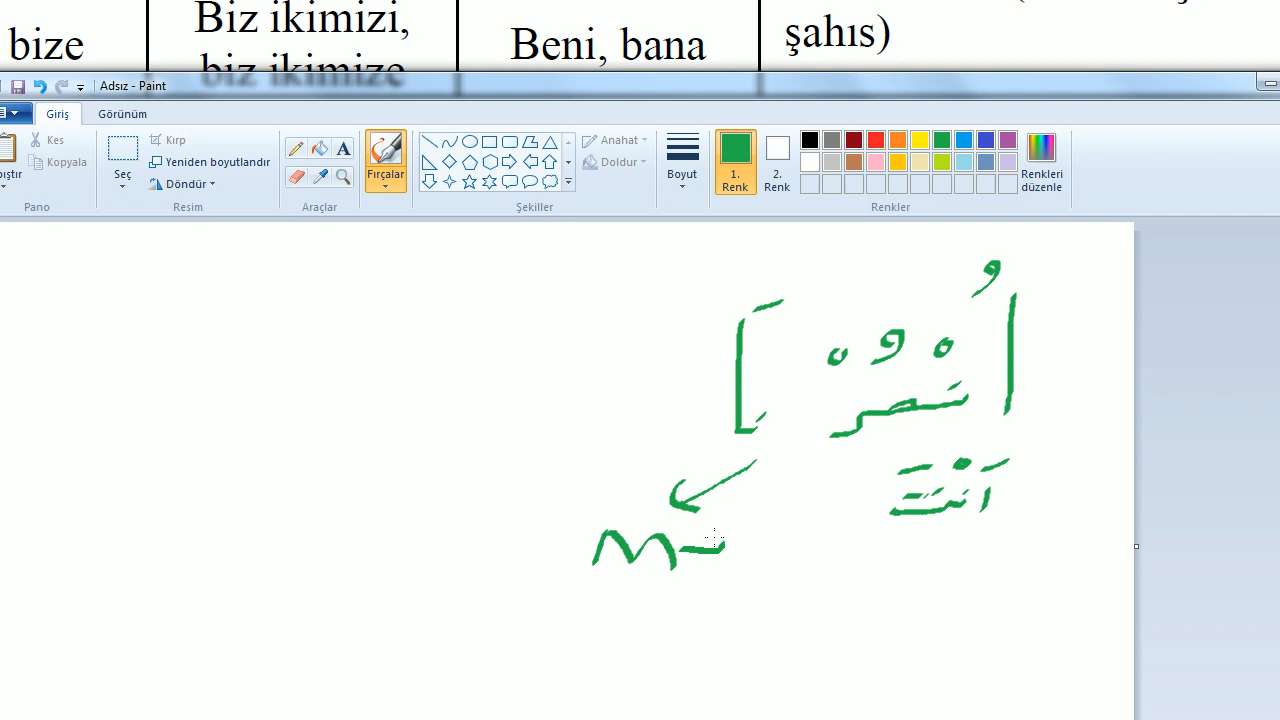 bize
Biz ikimizi,
biz ikimize
Beni, bana
şahıs)
Adsız - Paint
Giriş
Görünüm
Kes
Kopyala
Pano
Seç
Kırp
Yeniden boyutlandır
Döndür
Resim
Araçlar
Fırçalar
Şekiller
Anahat
Doldur
Boyut
1. Renk
2. Renk
Renkler
Renkleri düzenle
أَنْتَ